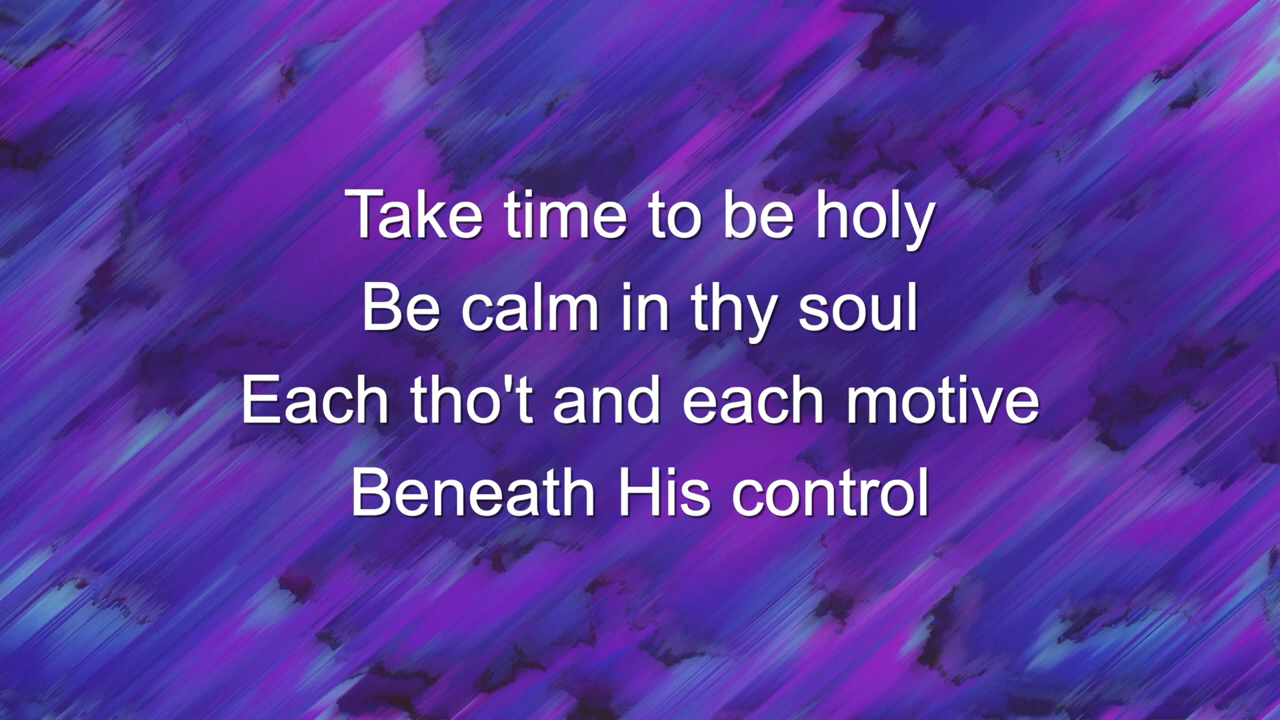 Take time to be holy
Be calm in thy soul
Each tho't and each motive
Beneath His control